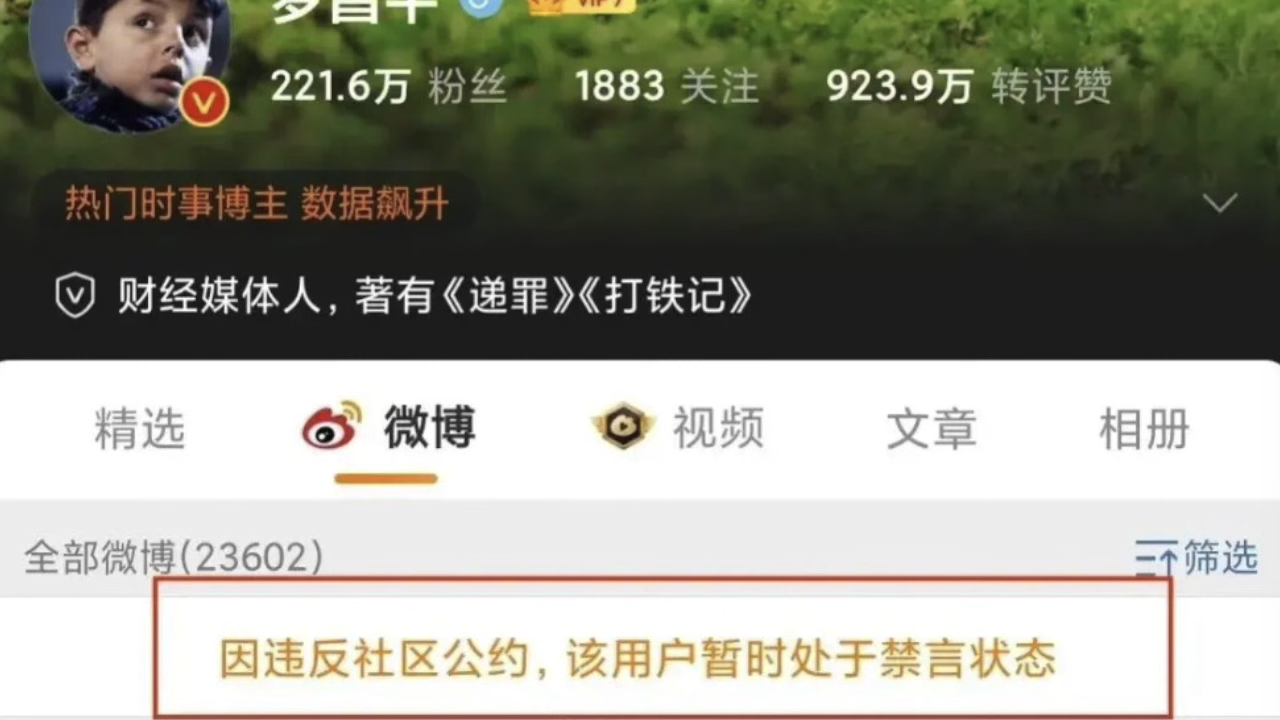 221.6万 粉丝 1883 关注 923.9万 转评赞
热门时事博主 数据飙升
财经媒体人，著有《递罪》《打铁记》
精选 微博 视频 文章 相册
全部微博(23602)
筛选
因违反社区公约，该用户暂时处于禁言状态